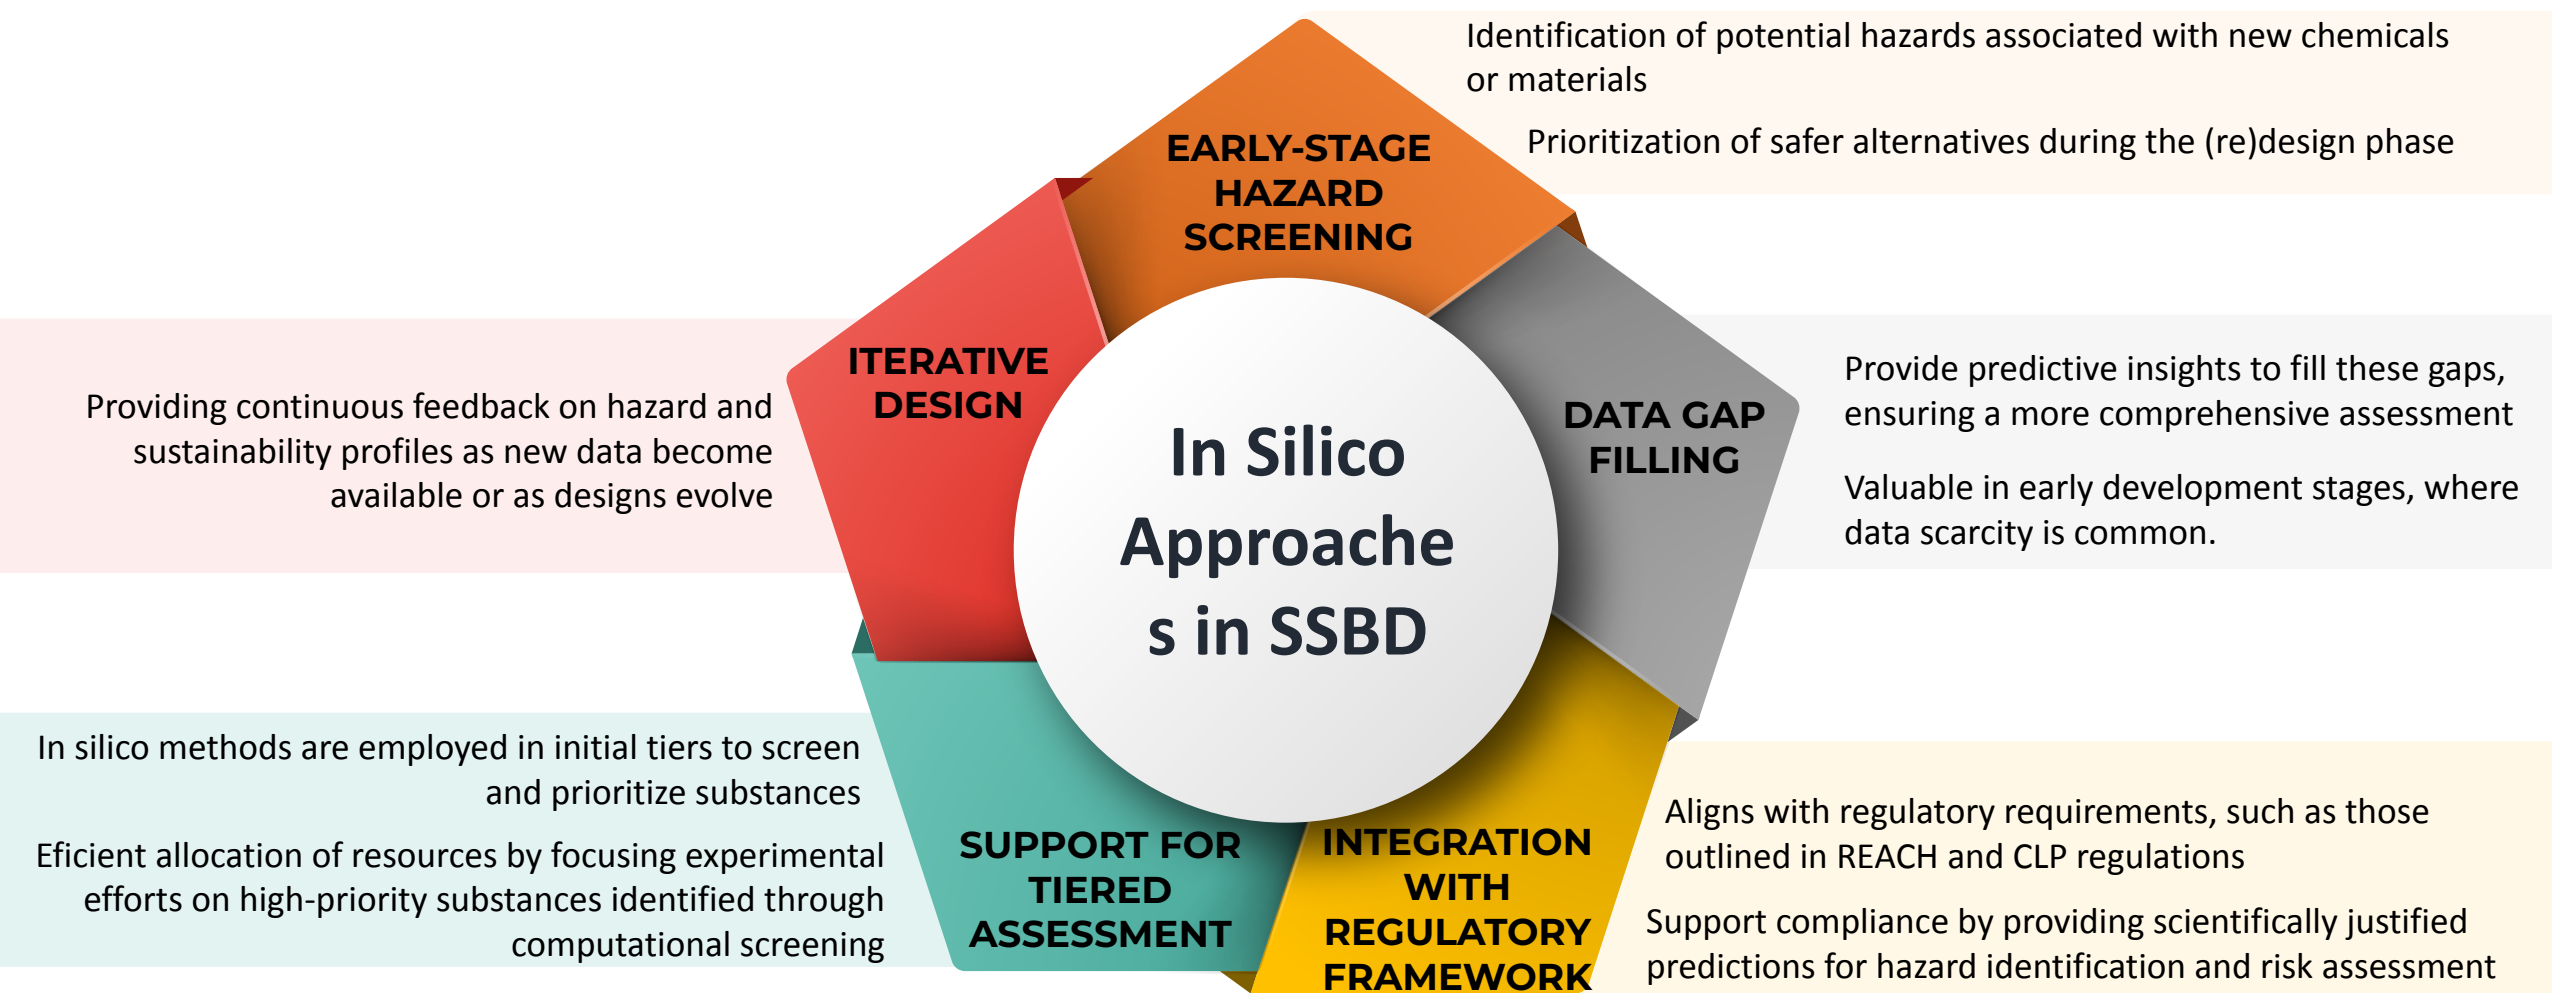 Identification of potential hazards associated with new chemicals
or materials
Prioritization of safer alternatives during the (re)design phase
EARLY-STAGE
HAZARD
SCREENING
ITERATIVE
DESIGN
Providing continuous feedback on hazard and
sustainability profiles as new data become
available or as designs evolve
In Silico
Approache
s in SSBD
DATA GAP
FILLING
Provide predictive insights to fill these gaps,
ensuring a more comprehensive assessment
Valuable in early development stages, where
data scarcity is common.
In silico methods are employed in initial tiers to screen
and prioritize substances
Eficient allocation of resources by focusing experimental
efforts on high-priority substances identified through
computational screening
SUPPORT FOR
TIERED
ASSESSMENT
INTEGRATION
WITH
REGULATORY
FRAMEWORK
Aligns with regulatory requirements, such as those
outlined in REACH and CLP regulations
Support compliance by providing scientifically justified
predictions for hazard identification and risk assessment